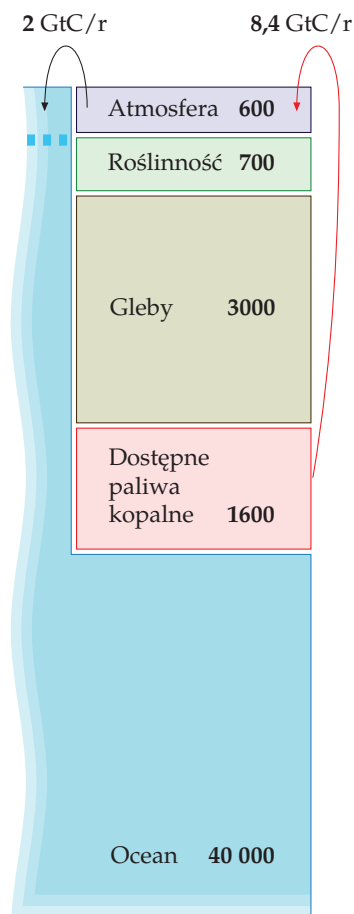 2 GtC/r 8,4 GtC/r
Atmosfera 600
Roślinność 700
Gleby 3000
Dostępne
paliwa
kopalne 1600
Ocean 40 000